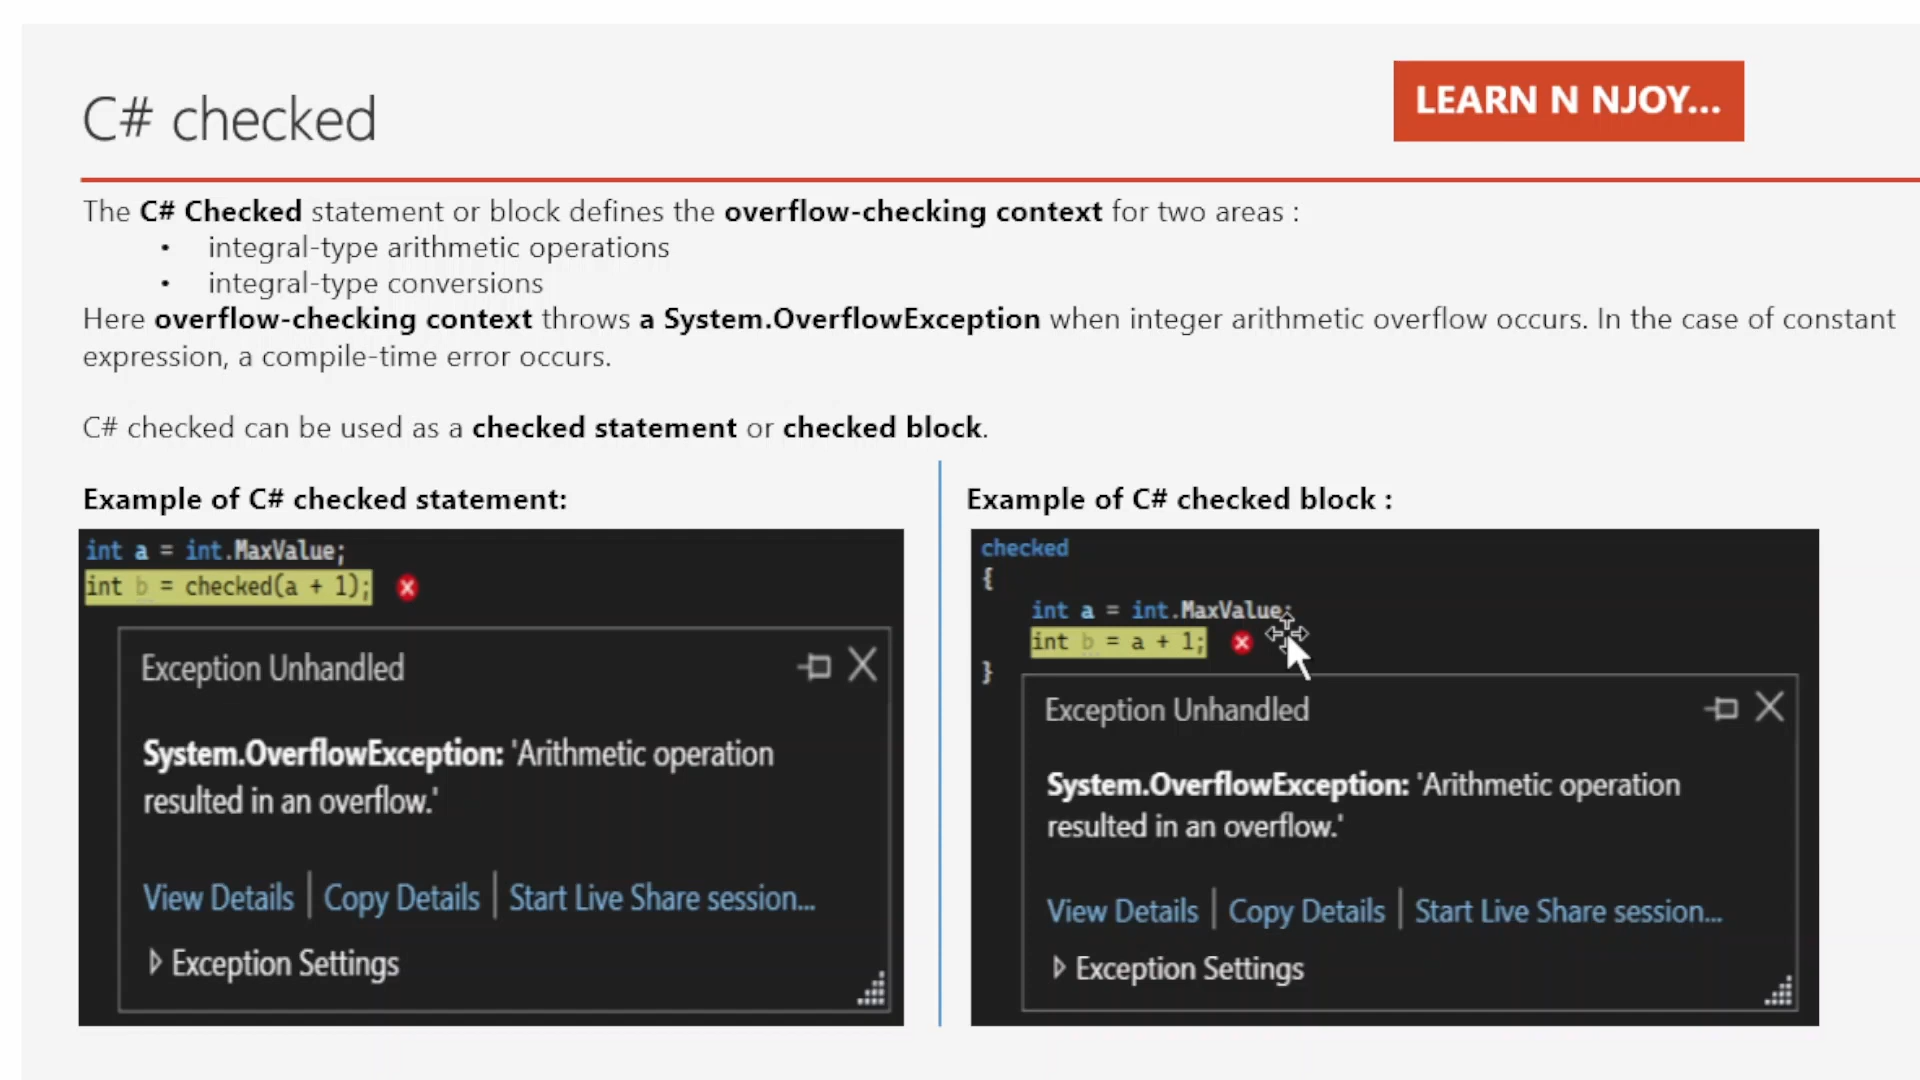 C# checked
LEARN N NJOY...
The C# Checked statement or block defines the overflow-checking context for two areas :
• integral-type arithmetic operations
• integral-type conversions
Here overflow-checking context throws a System.OverflowException when integer arithmetic overflow occurs. In the case of constant
expression, a compile-time error occurs.
C# checked can be used as a checked statement or checked block.
Example of C# checked statement:
int a = int.MaxValue;
int b = checked(a + 1);
Exception Unhandled
System.OverflowException: 'Arithmetic operation
resulted in an overflow.'
View Details | Copy Details | Start Live Share session...
Exception Settings
Example of C# checked block :
checked
{
int a = int.MaxValue;
int b = a + 1;
}
Exception Unhandled
System.OverflowException: 'Arithmetic operation
resulted in an overflow.'
View Details | Copy Details | Start Live Share session...
Exception Settings